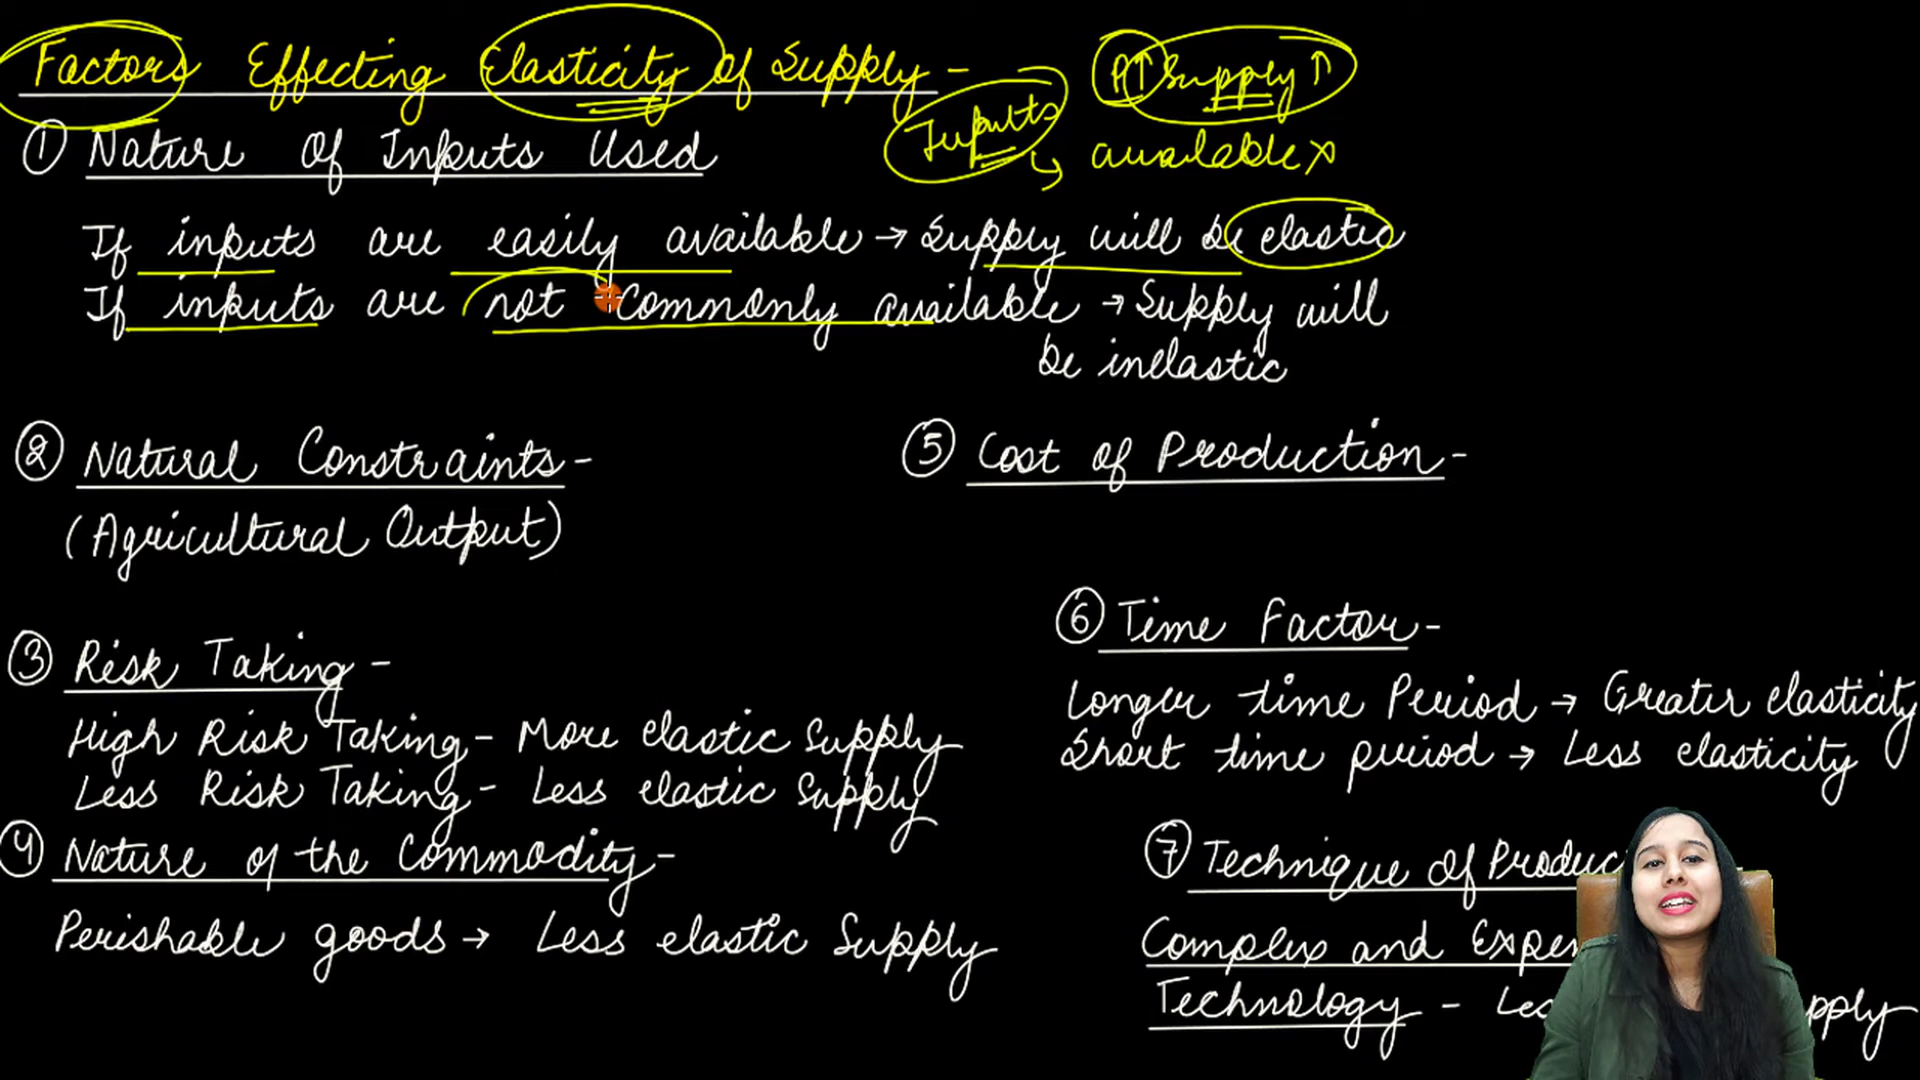 Factors Effecting Elasticity of Supply -
P↑ Supply ↑
Inputs
↳ available x
① Nature Of Inputs Used
If inputs are easily available → Supply will be elastic
If inputs are not commonly available → Supply will
be inelastic
② Natural Constraints -
(Agricultural Output)
③ Risk Taking -
High Risk Taking - More elastic Supply
Less Risk Taking - Less elastic Supply
④ Nature of the Commodity -
Perishable goods → Less elastic Supply
⑤ Cost of Production -
⑥ Time Factor -
Longer time Period → Greater elasticity
Short time period → Less elasticity
⑦ Technique Of Produc
Complex and Expen
Technology - Les pply